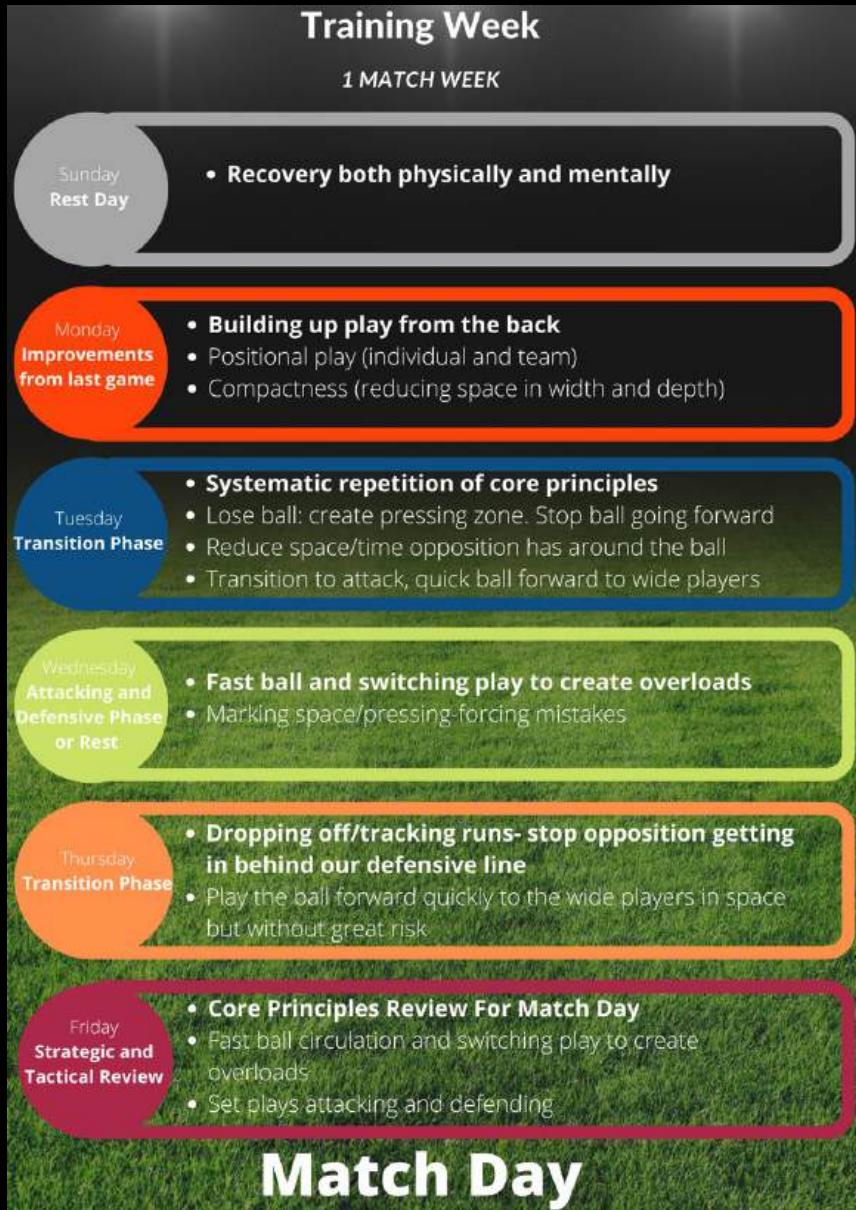 Training Week
1 MATCH WEEK
Sunday
Rest Day
• Recovery both physically and mentally
Monday
Improvements
from last game
• Building up play from the back
• Positional play (individual and team)
• Compactness (reducing space in width and depth)
Tuesday
Transition Phase
• Systematic repetition of core principles
• Lose ball: create pressing zone. Stop ball going forward
• Reduce space/time opposition has around the ball
• Transition to attack, quick ball forward to wide players
Wednesday
Attacking and
Defensive Phase
or Rest
• Fast ball and switching play to create overloads
• Marking space/pressing-forcing mistakes
Thursday
Transition Phase
• Dropping off/tracking runs- stop opposition getting
in behind our defensive line
• Play the ball forward quickly to the wide players in space
but without great risk
Friday
Strategic and
Tactical Review
• Core Principles Review For Match Day
• Fast ball circulation and switching play to create
overloads
• Set plays attacking and defending
Match Day